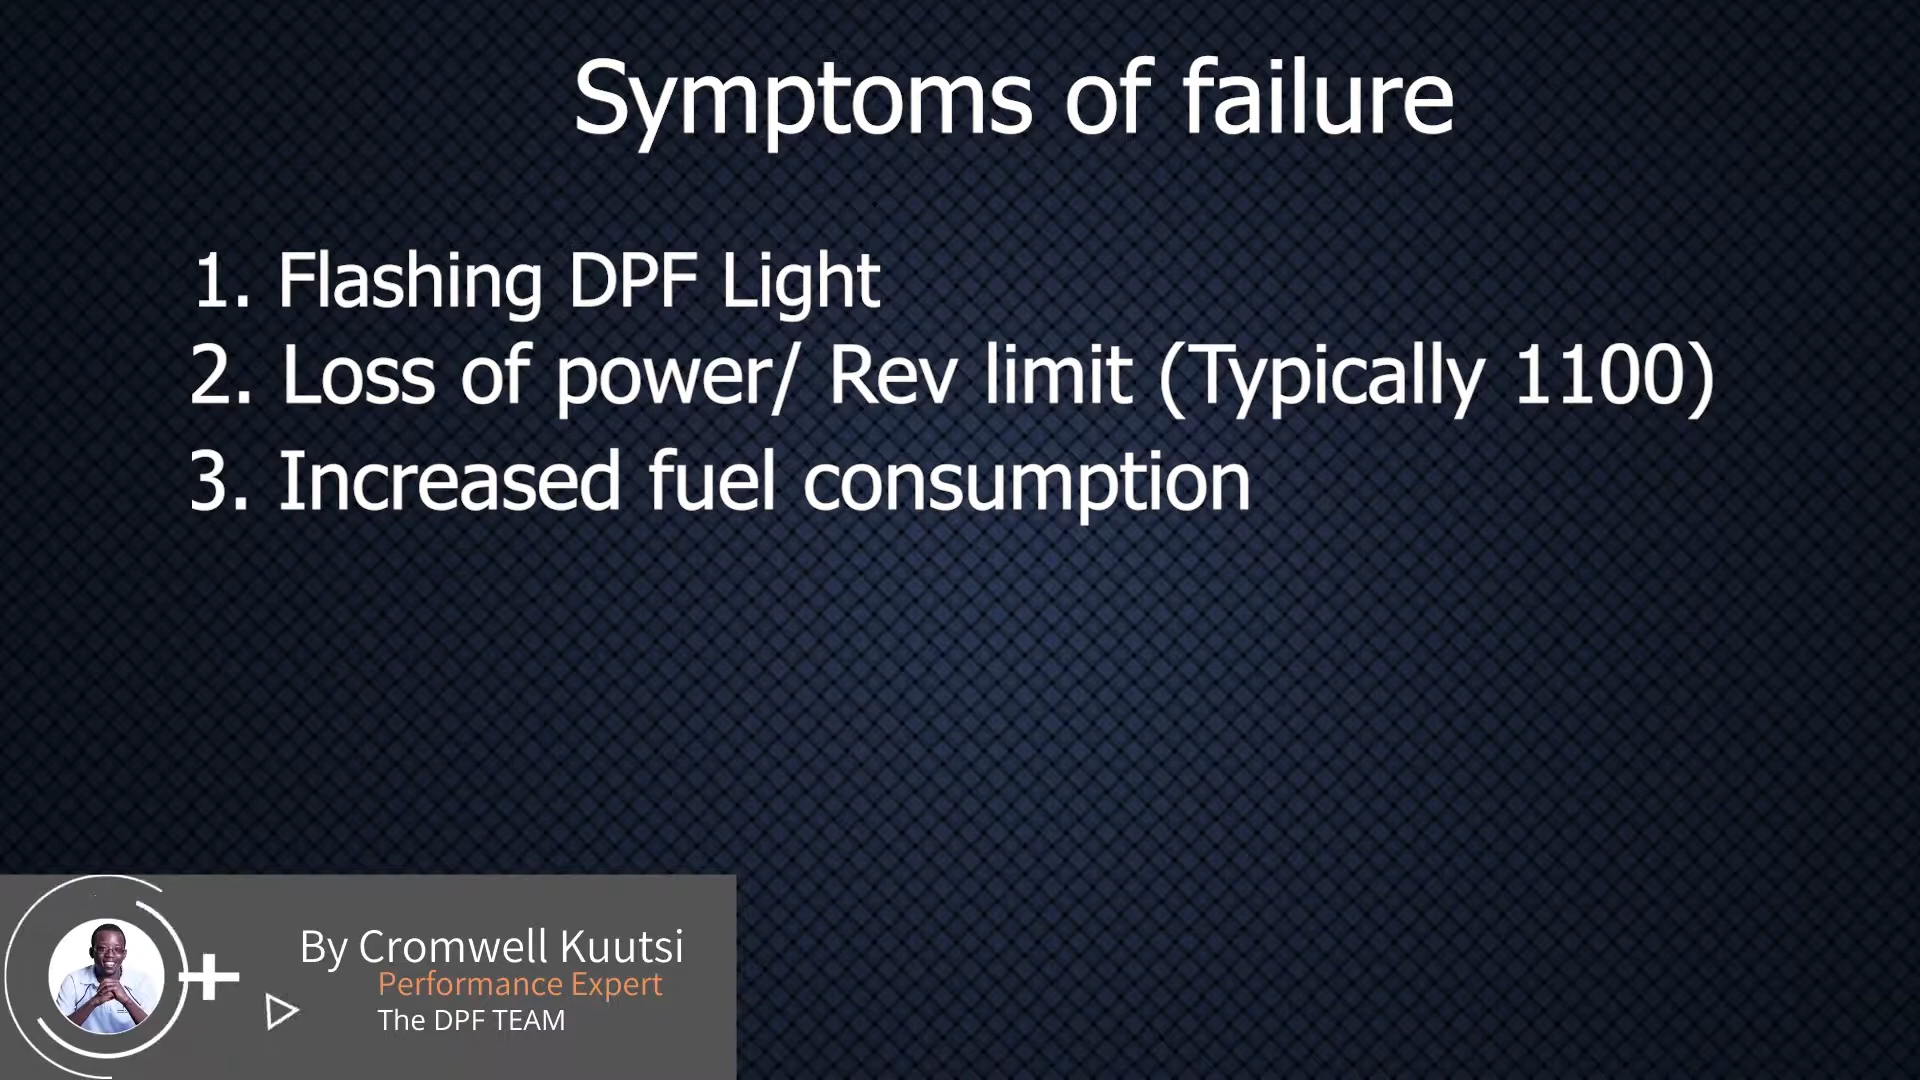 Symptoms of failure
1. Flashing DPF Light
2. Loss of power/ Rev limit (Typically 1100)
3. Increased fuel consumption
By Cromwell Kuutsi
Performance Expert
The DPF TEAM